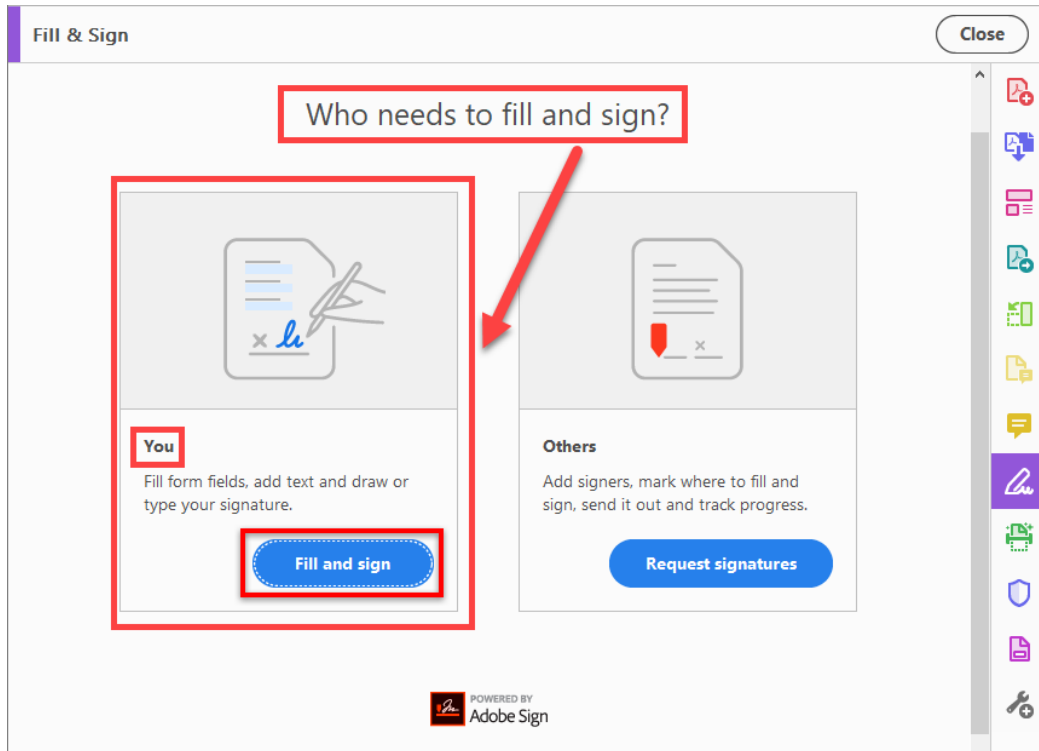 Fill & Sign
Close
Who needs to fill and sign?
You
Fill form fields, add text and draw or
type your signature.
Fill and sign
Others
Add signers, mark where to fill and
sign, send it out and track progress.
Request signatures
POWERED BY
Adobe Sign